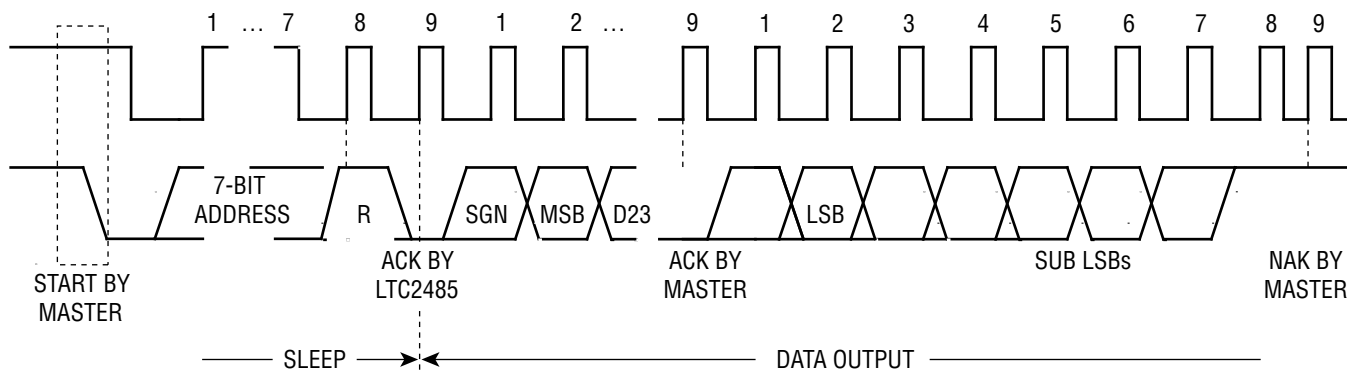 1 ... 7 8 9 1 2 ... 9 1 2 3 4 5 6 7 8 9
7-BIT
ADDRESS
R SGN MSB D23 LSB
START BY
MASTER
ACK BY
LTC2485
ACK BY
MASTER
SUB LSBs
NAK BY
MASTER
SLEEP DATA OUTPUT